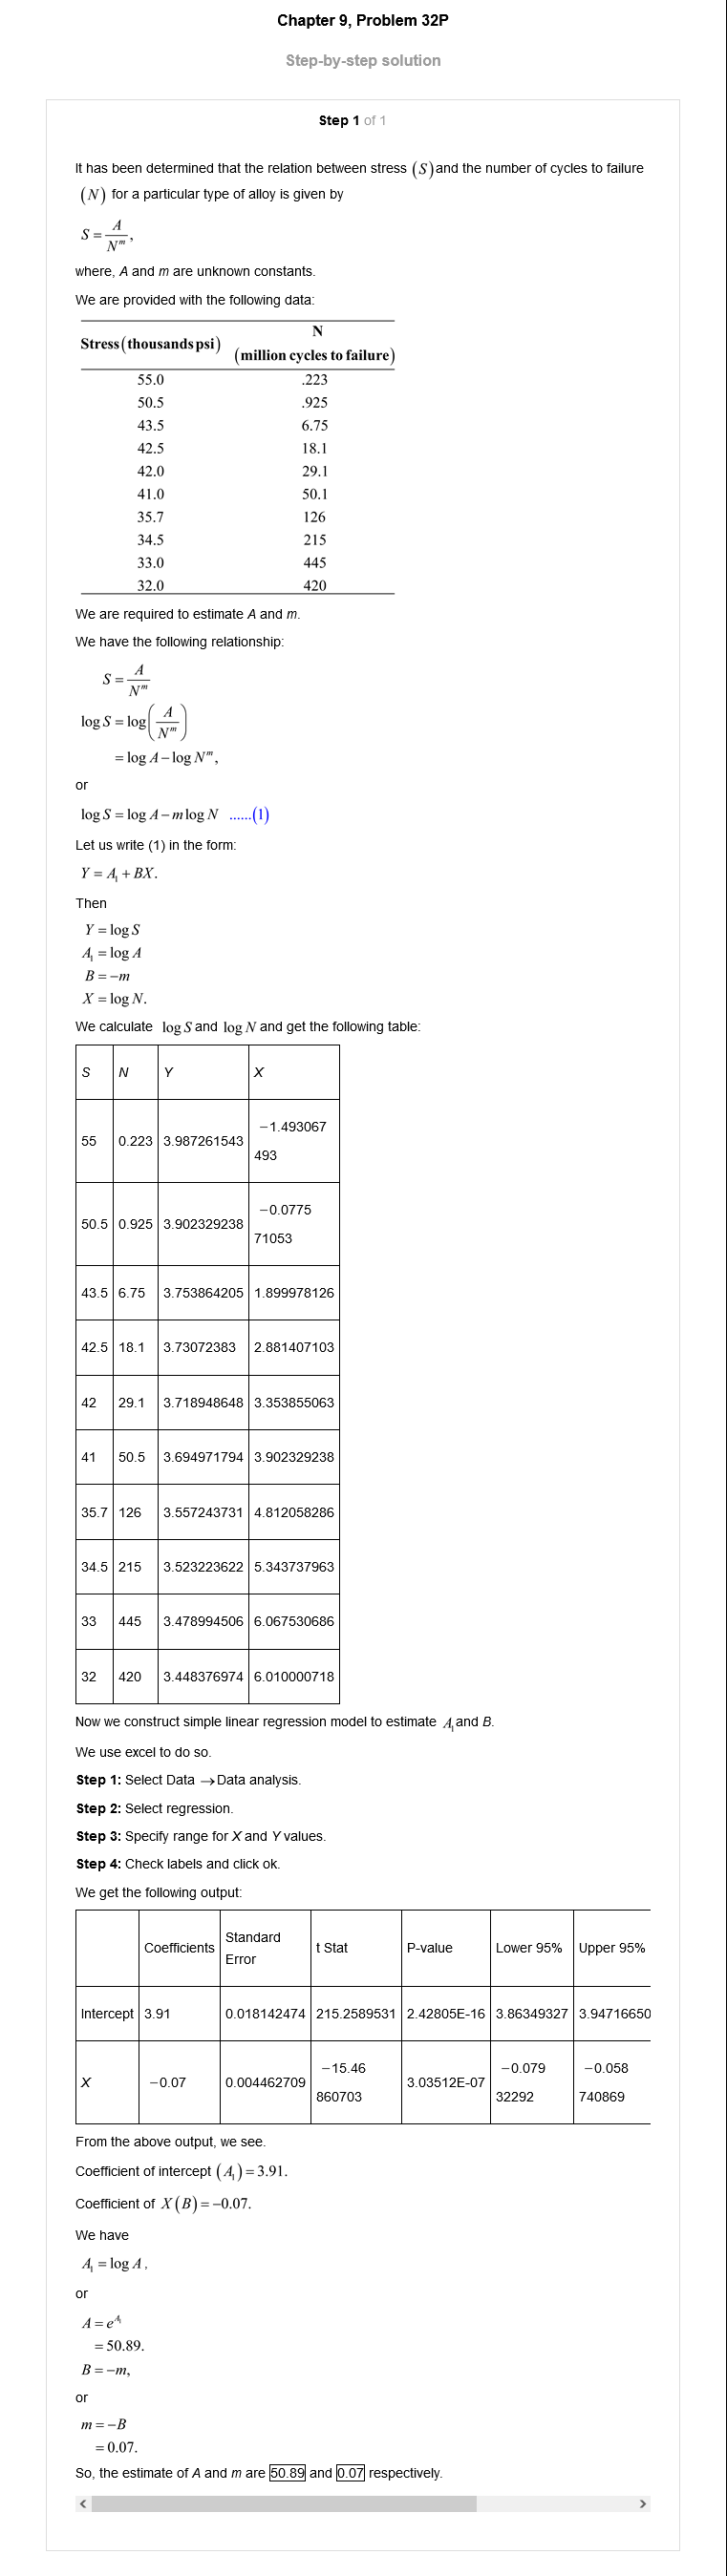 Chapter 9, Problem 32P
Step-by-step solution
Step 1 of 1
It has been determined that the relation between stress (S) and the number of cycles to failure
(N) for a particular type of alloy is given by
S = A/N^m,
where, A and m are unknown constants.
We are provided with the following data:
Stress (thousands psi) N (million cycles to failure)
55.0 .223
50.5 .925
43.5 6.75
42.5 18.1
42.0 29.1
41.0 50.1
35.7 126
34.5 215
33.0 445
32.0 420
We are required to estimate A and m.
We have the following relationship:
S = A/N^m
log S = log(A/N^m)
= log A − log N^m,
or
log S = log A − m log N ......(1)
Let us write (1) in the form:
Y = A₁ + BX.
Then
Y = log S
A₁ = log A
B = −m
X = log N.
We calculate log S and log N and get the following table:
S N Y X
55 0.223 3.987261543 −1.493067493
50.5 0.925 3.902329238 −0.077571053
43.5 6.75 3.753864205 1.899978126
42.5 18.1 3.73072383 2.881407103
42 29.1 3.718948648 3.353855063
41 50.5 3.694971794 3.902329238
35.7 126 3.557243731 4.812058286
34.5 215 3.523223622 5.343737963
33 445 3.478994506 6.067530686
32 420 3.448376974 6.010000718
Now we construct simple linear regression model to estimate A₁ and B.
We use excel to do so.
Step 1: Select Data → Data analysis.
Step 2: Select regression.
Step 3: Specify range for X and Y values.
Step 4: Check labels and click ok.
We get the following output:
Coefficients Standard Error t Stat P-value Lower 95% Upper 95%
Intercept 3.91 0.018142474 215.2589531 2.42805E-16 3.86349327 3.94716650
X −0.07 0.004462709 −15.46860703 3.03512E-07 −0.07932292 −0.058740869
From the above output, we see.
Coefficient of intercept (A₁) = 3.91.
Coefficient of X (B) = −0.07.
We have
A₁ = log A,
or
A = e^A₁
= 50.89.
B = −m,
or
m = −B
= 0.07.
So, the estimate of A and m are 50.89 and 0.07 respectively.